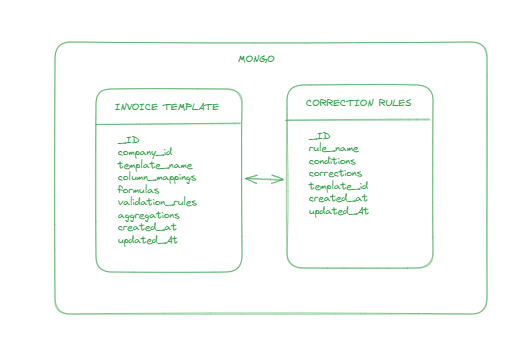 MONGO
INVOICE TEMPLATE
_ID
company_id
template_name
column_mappings
formulas
validation_rules
aggregations
created_at
updated_At
CORRECTION RULES
_ID
rule_name
conditions
corrections
template_id
created_at
updated_At